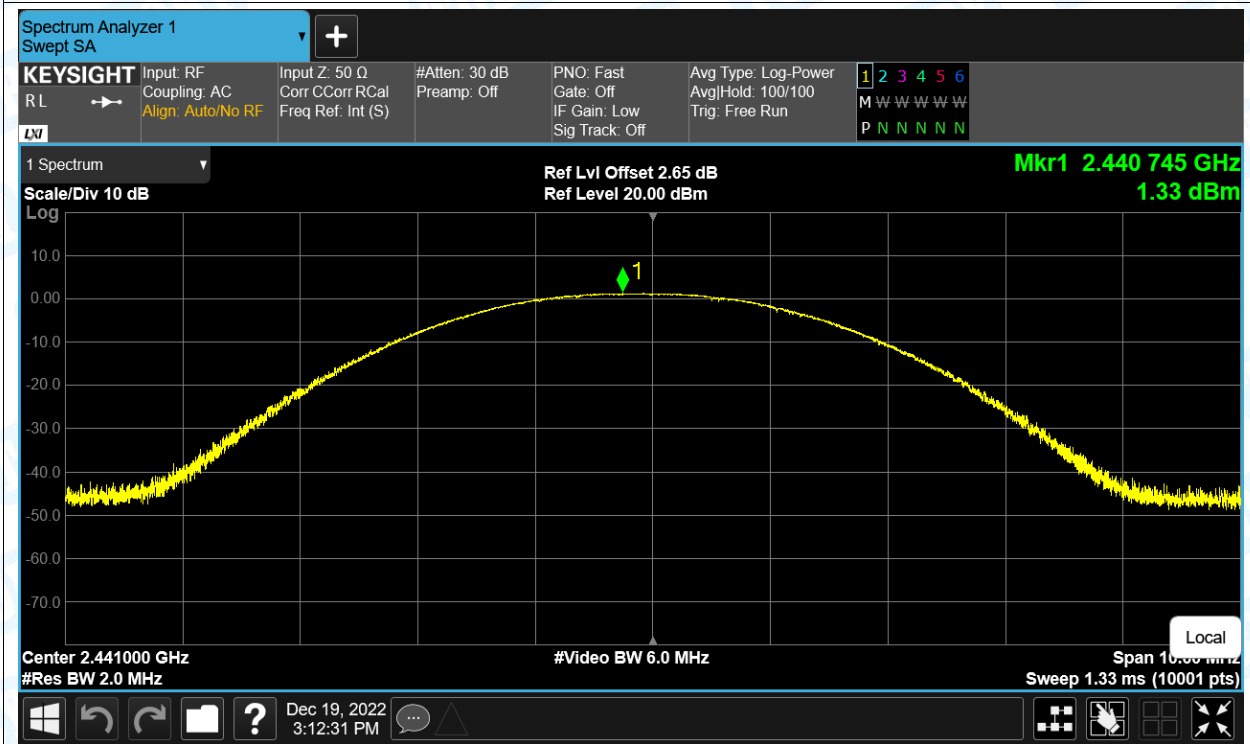 Spectrum Analyzer 1
Swept SA
KEYSIGHT
R L
LXI
Input: RF
Coupling: AC
Align: Auto/No RF
Input Z: 50 Ω
Corr CCorr RCal
Freq Ref: Int (S)
#Atten: 30 dB
Preamp: Off
PNO: Fast
Gate: Off
IF Gain: Low
Sig Track: Off
Avg Type: Log-Power
Avg|Hold: 100/100
Trig: Free Run
1 2 3 4 5 6
M W W W W W
P N N N N N
1 Spectrum
Scale/Div 10 dB
Log
Ref Lvl Offset 2.65 dB
Ref Level 20.00 dBm
Mkr1 2.440 745 GHz
1.33 dBm
1
10.0
0.00
-10.0
-20.0
-30.0
-40.0
-50.0
-60.0
-70.0
Local
Center 2.441000 GHz
#Video BW 6.0 MHz
Span 10.00 MHz
#Res BW 2.0 MHz
Sweep 1.33 ms (10001 pts)
?
Dec 19, 2022
3:12:31 PM